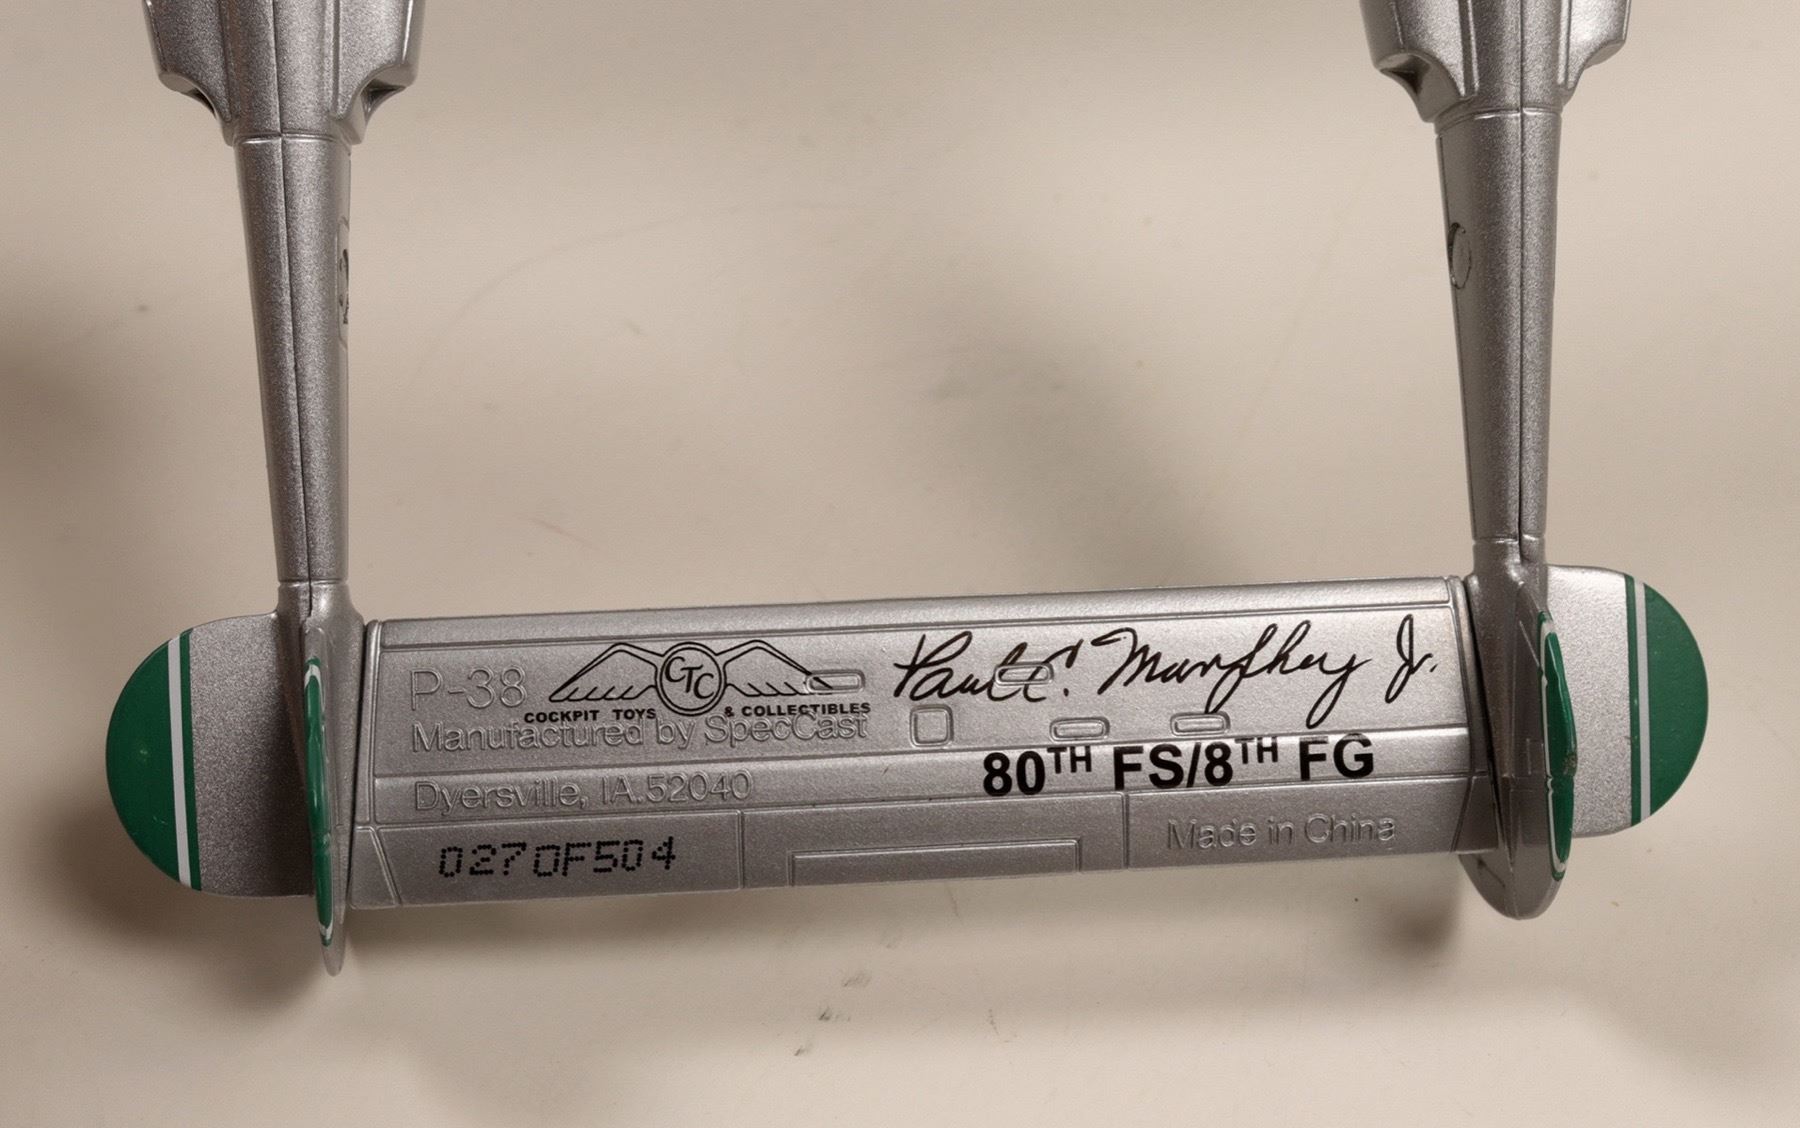 P-38
CTC
COCKPIT TOYS & COLLECTIBLES
Manufactured by SpecCast
Dyersville, IA.52040
0270F504
Paul C. Murphey Jr.
80TH FS/8TH FG
Made in China